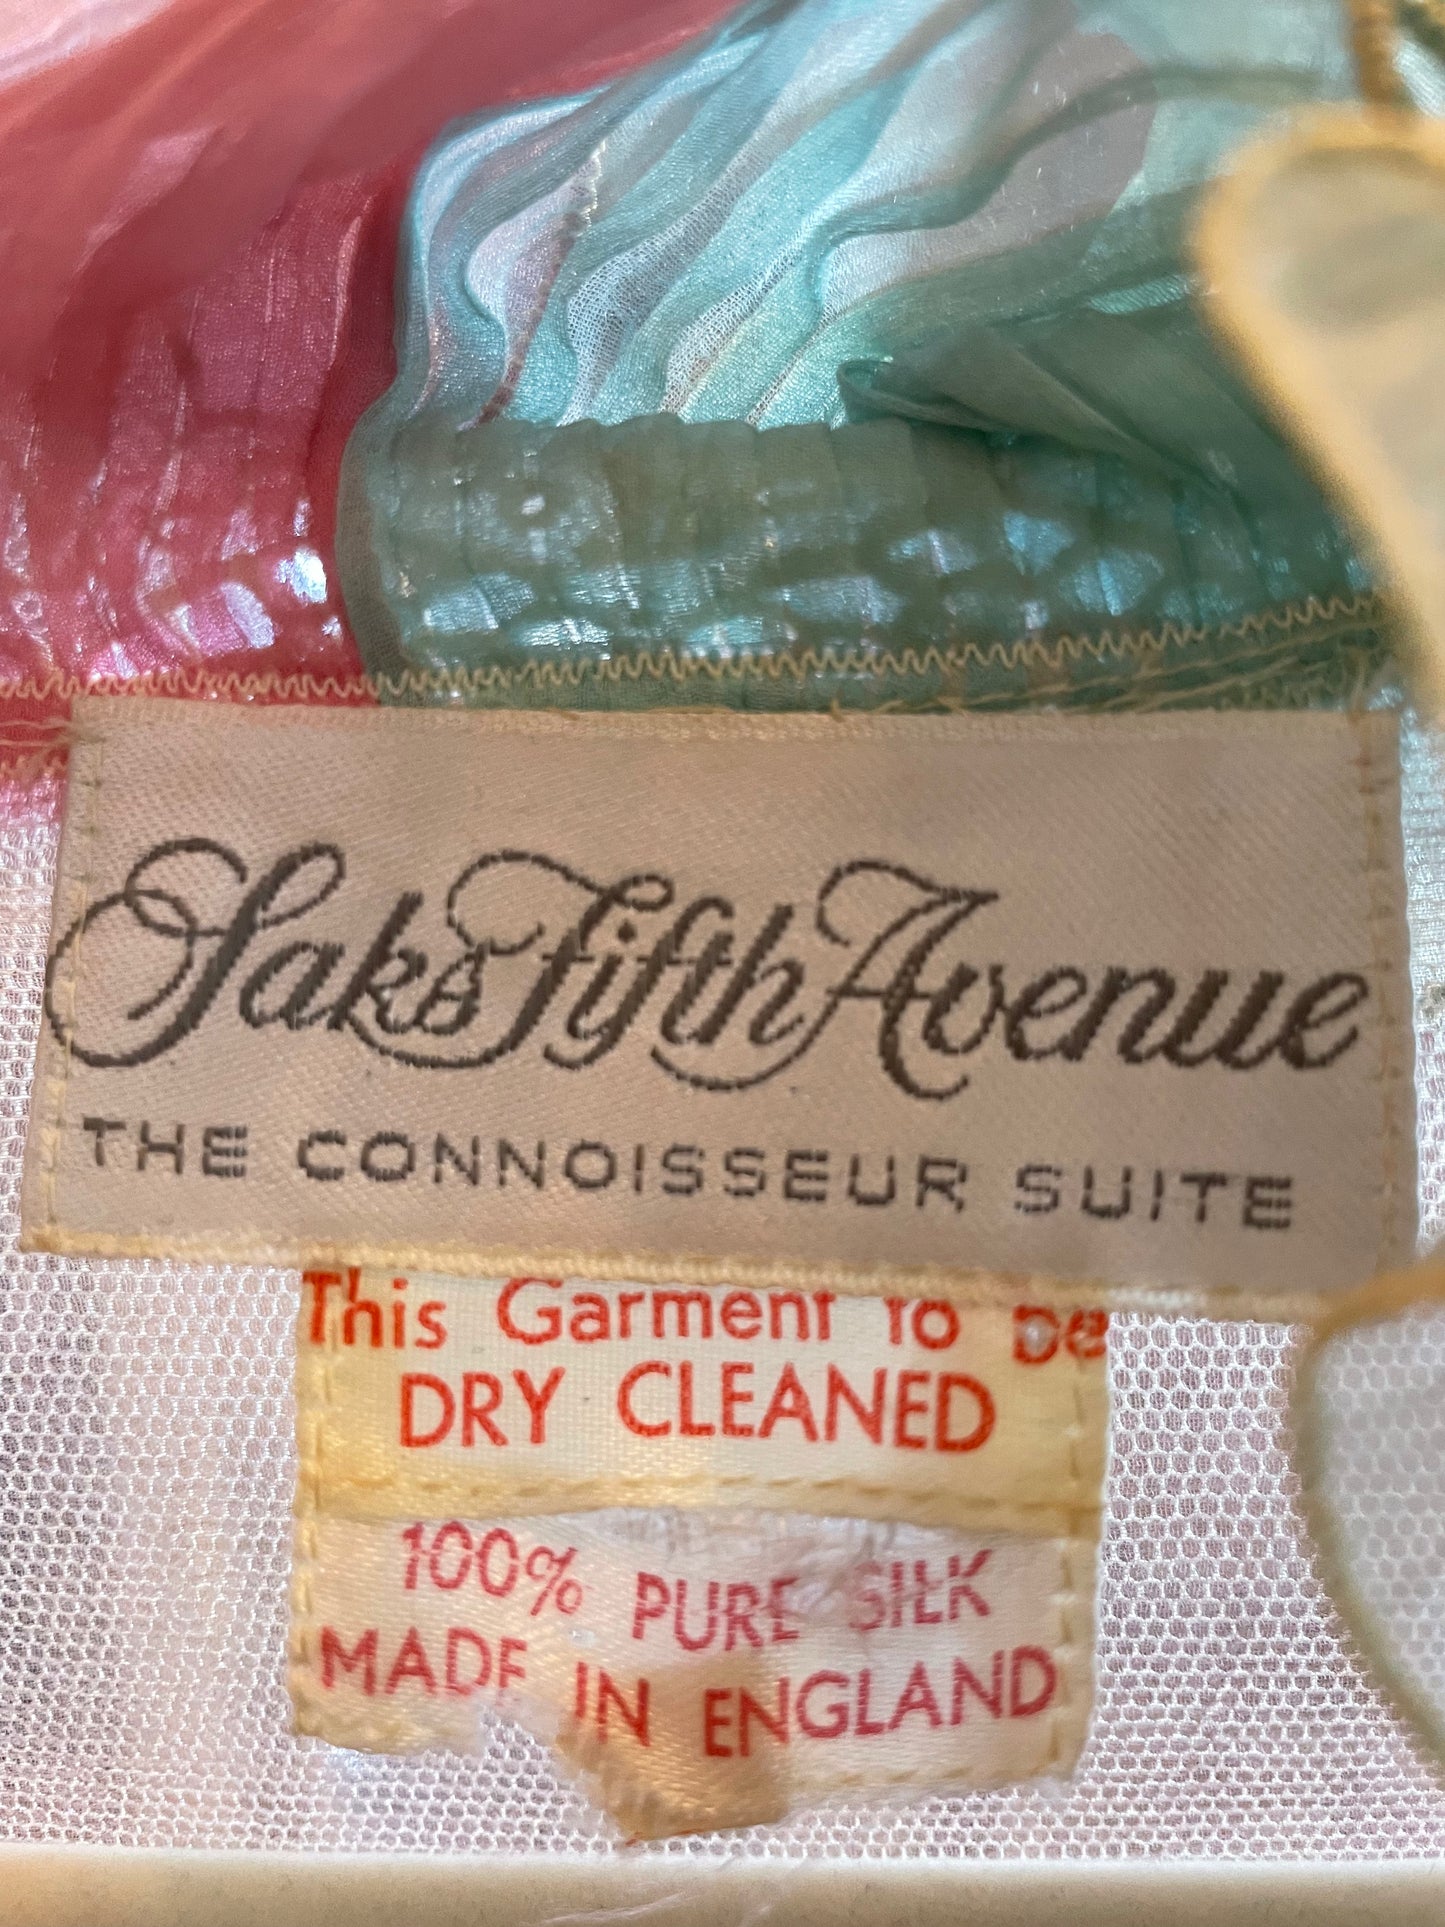 Saks Fifth Avenue
THE CONNOISSEUR SUITE
This Garment to be
DRY CLEANED
100% PURE SILK
MADE IN ENGLAND